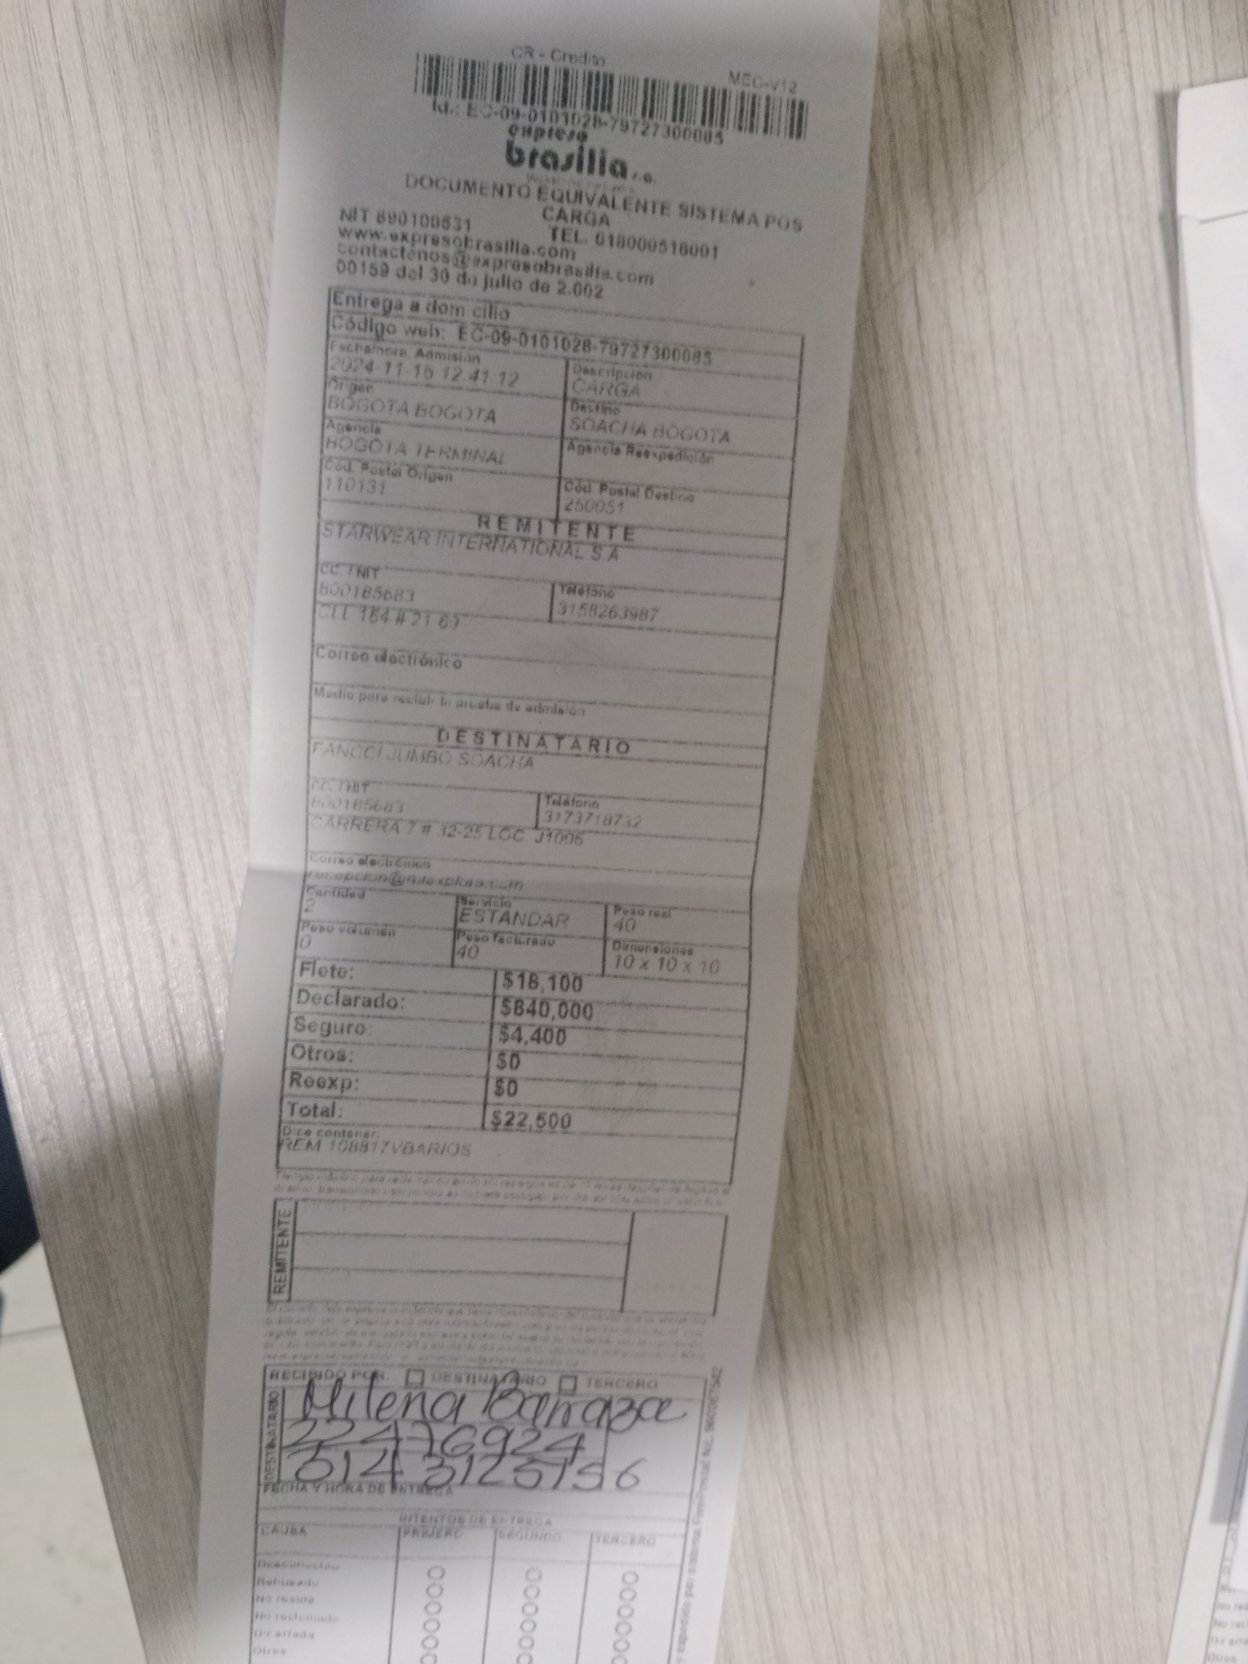 CR - Credito
MEC-V12
Id.: EC-09-0101028-79727300085
expreso
brasilia s.a.
DOCUMENTO EQUIVALENTE SISTEMA POS
CARGA
NIT 890100531
TEL. 018000518001
www.expresobrasilia.com
contactenos@expresobrasilia.com
00159 del 30 de julio de 2.002
Entrega a dom cilio
Código web: EC-09-0101028-79727300085
Fecha/hora Admisión
2024-11-16 12:41:12
Descripción
CARGA
Origen
BOGOTA BOGOTA
Destino
SOACHA BOGOTA
Agencia
BOGOTA TERMINAL
Agencia Reexpedición
Cód. Postal Origen
110131
Cód. Postal Destino
250051
REMITENTE
STARWEAR INTERNATIONAL S.A
CC. / NIT
800185683
Teléfono
3158263987
CLL 164 # 21 67
Correo electrónico
Medio para recibir la prueba de admisión
DESTINATARIO
FANCCI JUMBO SOACHA
CC. / NIT
800185683
Teléfono
3173718732
CARRERA 7 # 32-25 LOC. J1006
Correo electrónico
Cantidad
2
Servicio
ESTANDAR
Peso real
40
Peso volumen
0
Peso facturado
40
Dimensiones
10 x 10 x 10
Flete: $18,100
Declarado: $840,000
Seguro: $4,400
Otros: $0
Reexp: $0
Total: $22,500
Dice contener:
REM 108817VBARIOS
REMITENTE
RECIBIDO POR: DESTINATARIO TERCERO
DESTINATARIO
Milena Barraza
22476924
314 3125156
FECHA Y HORA DE ENTREGA
INTENTOS DE ENTREGA
CAUSA PRIMERO SEGUNDO TERCERO
Desconocido
Rehusado
No reside
No reclamado
Dir errada
Otros